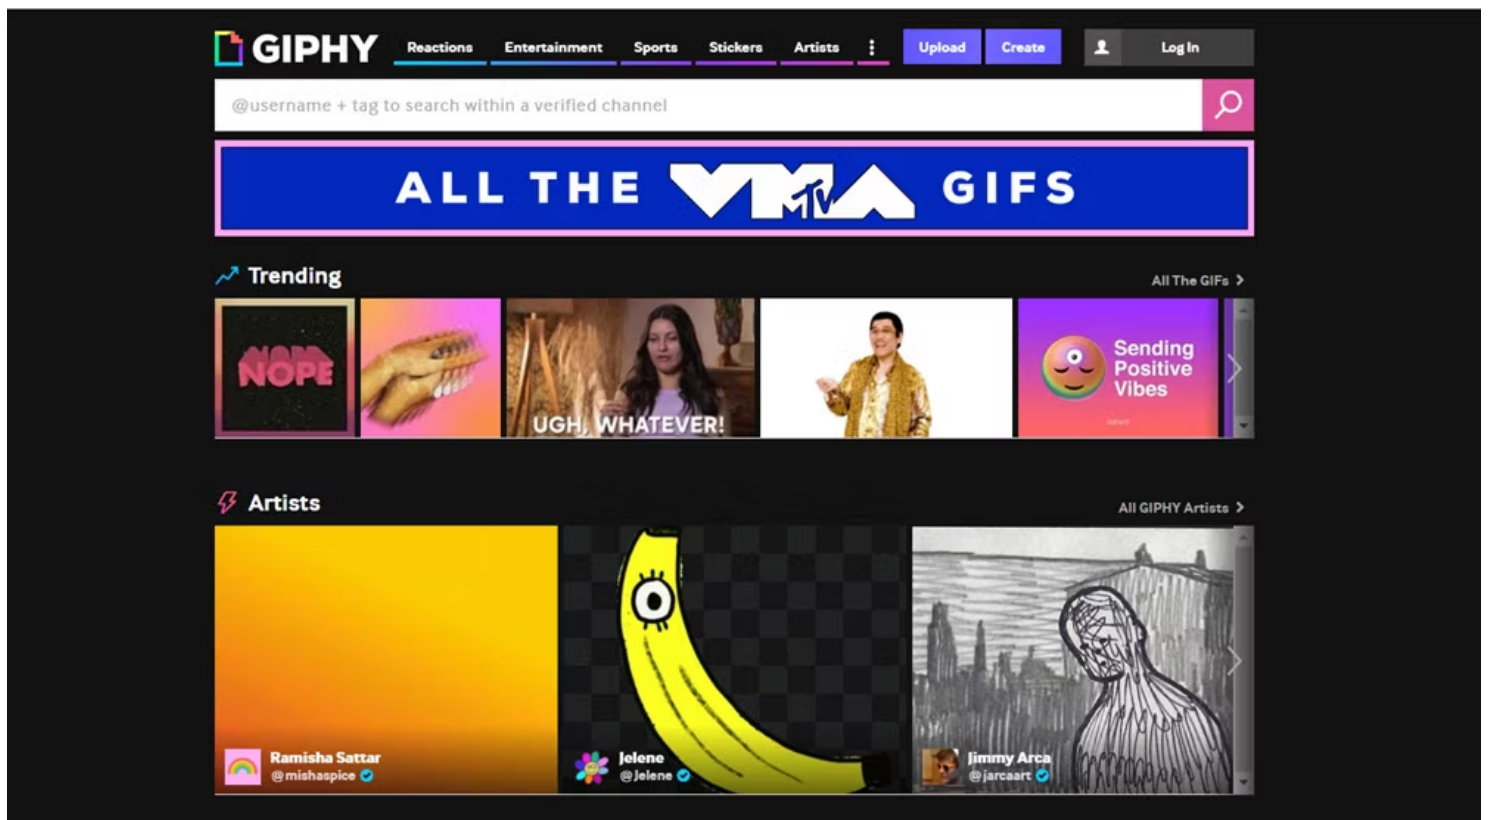 GIPHY
Reactions
Entertainment
Sports
Stickers
Artists
Upload
Create
Log In
@username + tag to search within a verified channel
ALL THE VMA MTV GIFS
Trending
All The GIFs
NOPE
UGH, WHATEVER!
Sending
Positive
Vibes
Artists
All GIPHY Artists
Ramisha Sattar
@mishaspice
Jelene
@Jelene
Jimmy Arca
@jarcaart